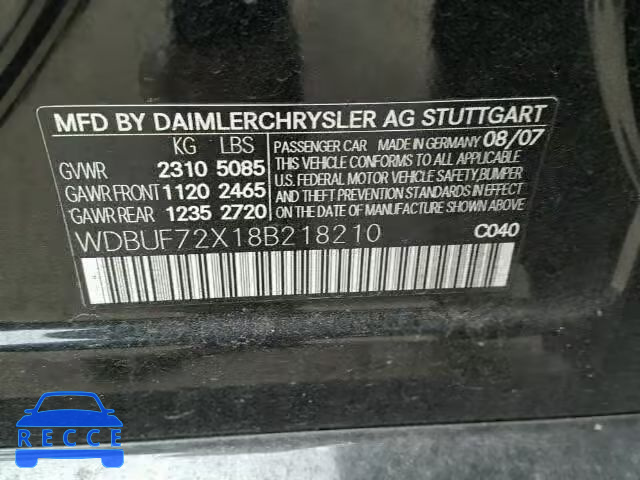 MFD BY DAIMLERCHRYSLER AG STUTTGART
KG LBS
GVWR 2310 5085
GAWR FRONT 1120 2465
GAWR REAR 1235 2720
PASSENGER CAR MADE IN GERMANY 08/07
THIS VEHICLE CONFORMS TO ALL APPLICABLE
U.S. FEDERAL MOTOR VEHICLE SAFETY, BUMPER
AND THEFT PREVENTION STANDARDS IN EFFECT
ON THE DATE OF MANUFACTURE SHOWN ABOVE.
WDBUF72X18B218210 C040
RECCE